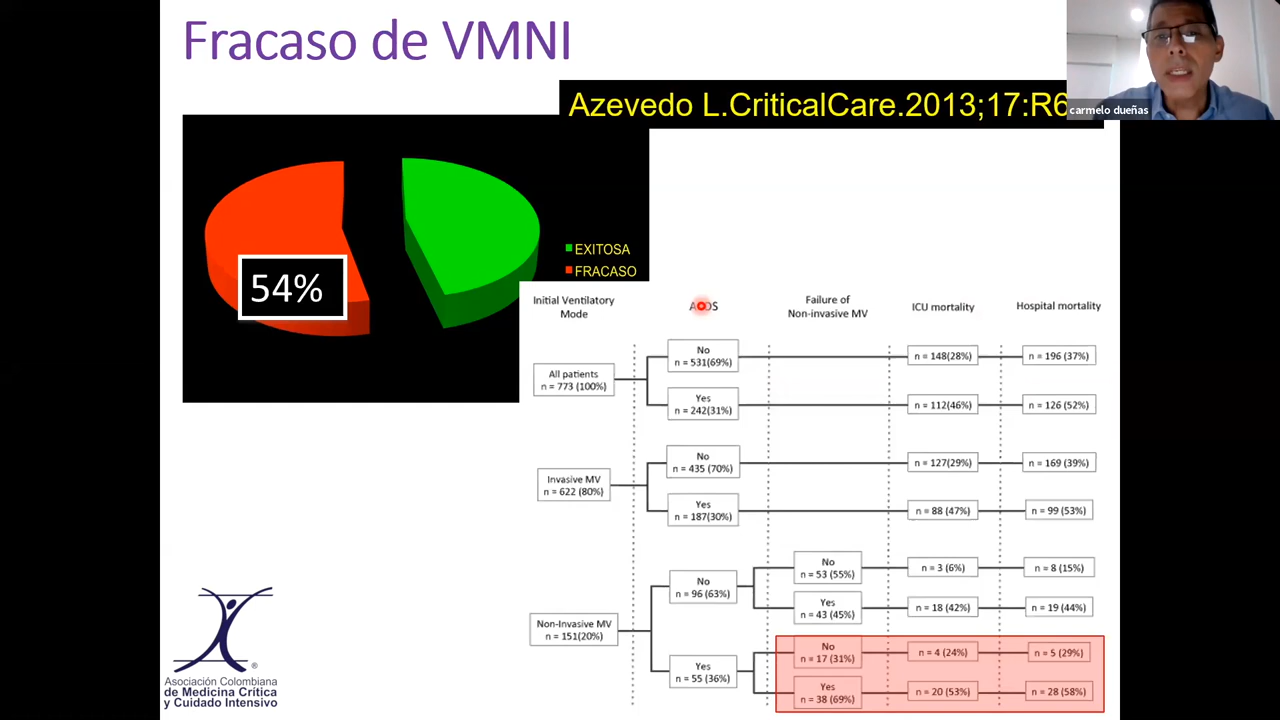 Fracaso de VMNI
Azevedo L.CriticalCare.2013;17:R6
carmelo dueñas
54%
EXITOSA
FRACASO
Initial Ventilatory
Mode
Failure of
Non-invasive MV
ICU mortality
Hospital mortality
All patients
n = 773 (100%)
No
n = 531(69%)
n = 148(28%)
n = 196 (37%)
Yes
n = 242(31%)
n = 112(46%)
n = 126 (52%)
Invasive MV
n = 622 (80%)
No
n = 435 (70%)
n = 127(29%)
n = 169 (39%)
Yes
n = 187(30%)
n = 88 (47%)
n = 99 (53%)
Non-Invasive MV
n = 151(20%)
No
n = 96 (63%)
No
n = 53 (55%)
n = 3 (6%)
n = 8 (15%)
Yes
n = 43 (45%)
n = 18 (42%)
n = 19 (44%)
Yes
n = 55 (36%)
No
n = 17 (31%)
n = 4 (24%)
n = 5 (29%)
Yes
n = 38 (69%)
n = 20 (53%)
n = 28 (58%)
®
Asociación Colombiana
de Medicina Crítica
y Cuidado Intensivo